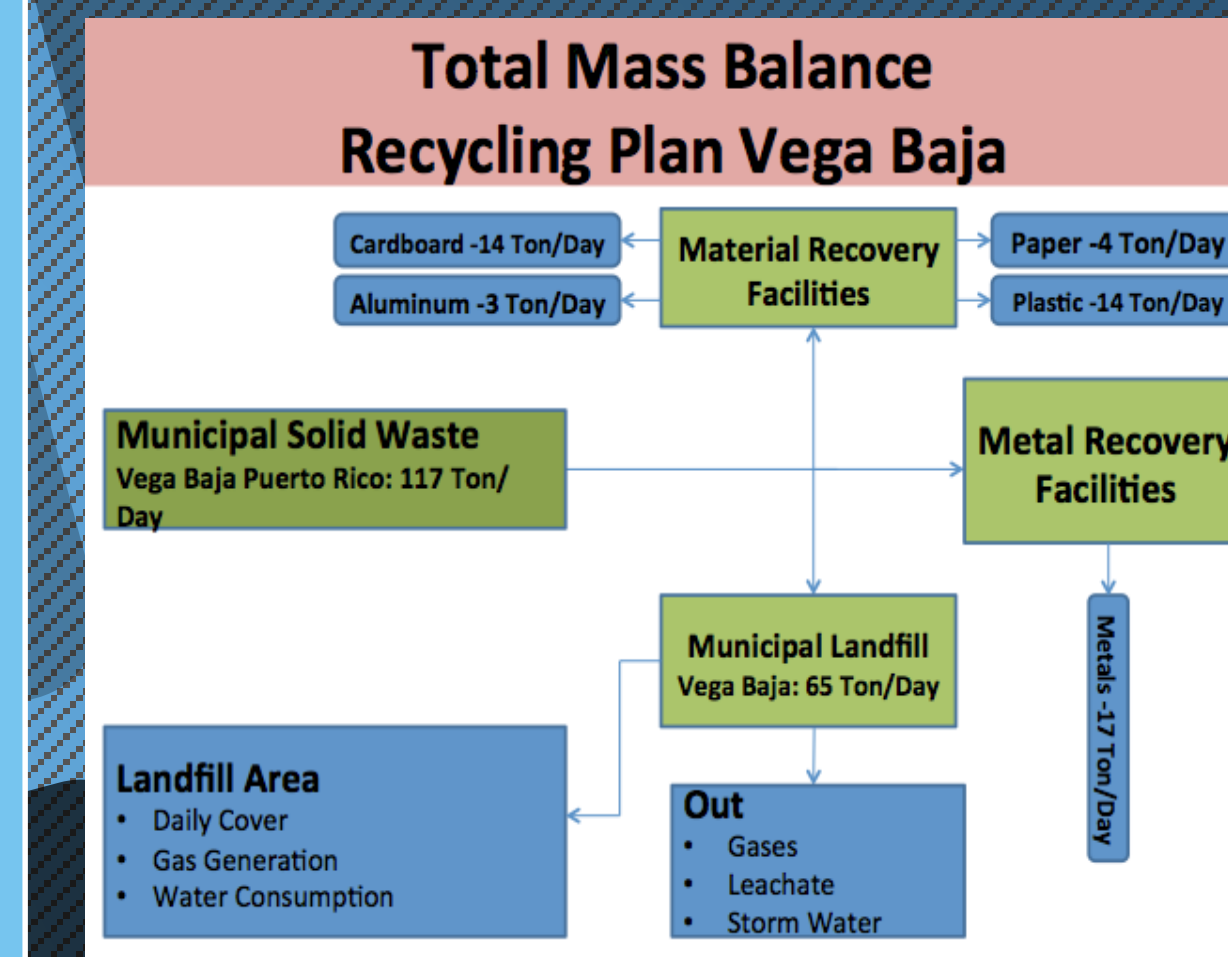 Total Mass Balance
Recycling Plan Vega Baja
Cardboard -14 Ton/Day
Aluminum -3 Ton/Day
Material Recovery
Facilities
Paper -4 Ton/Day
Plastic -14 Ton/Day
Municipal Solid Waste
Vega Baja Puerto Rico: 117 Ton/
Day
Metal Recovery
Facilities
Municipal Landfill
Vega Baja: 65 Ton/Day
Metals -17 Ton/Day
Landfill Area
• Daily Cover
• Gas Generation
• Water Consumption
Out
• Gases
• Leachate
• Storm Water